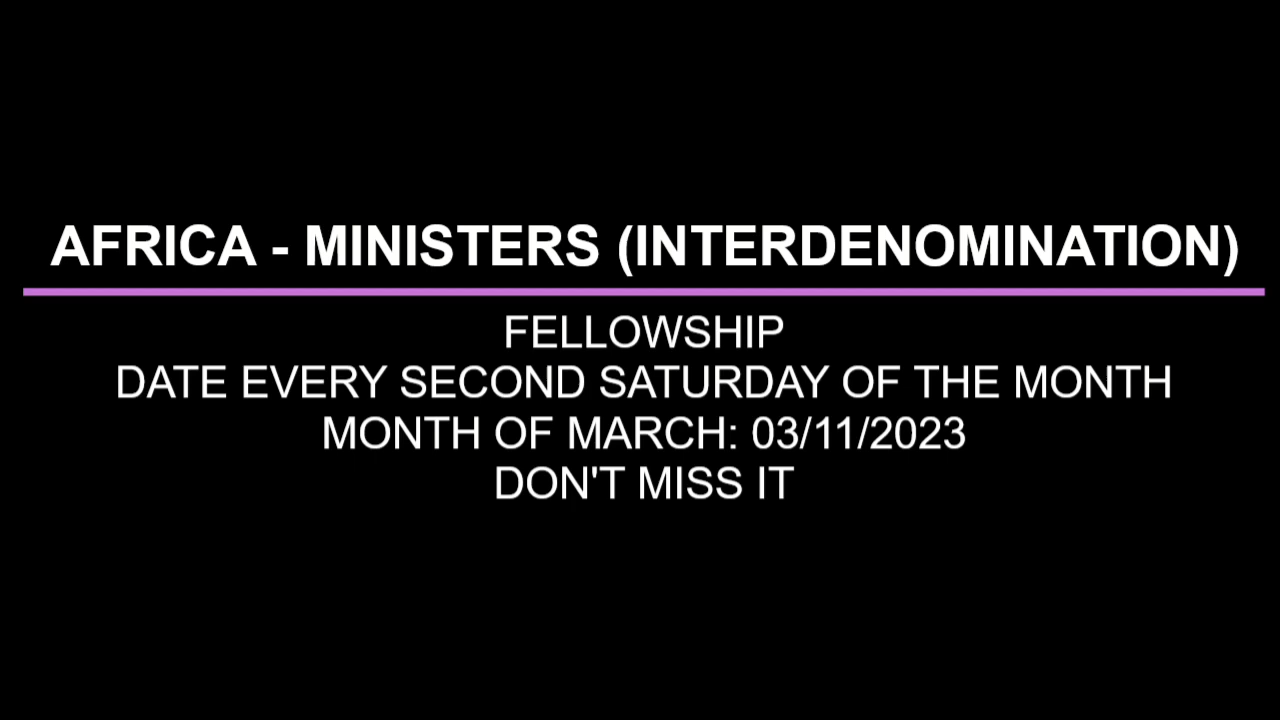 AFRICA - MINISTERS (INTERDENOMINATION)
FELLOWSHIP
DATE EVERY SECOND SATURDAY OF THE MONTH
MONTH OF MARCH: 03/11/2023
DON'T MISS IT